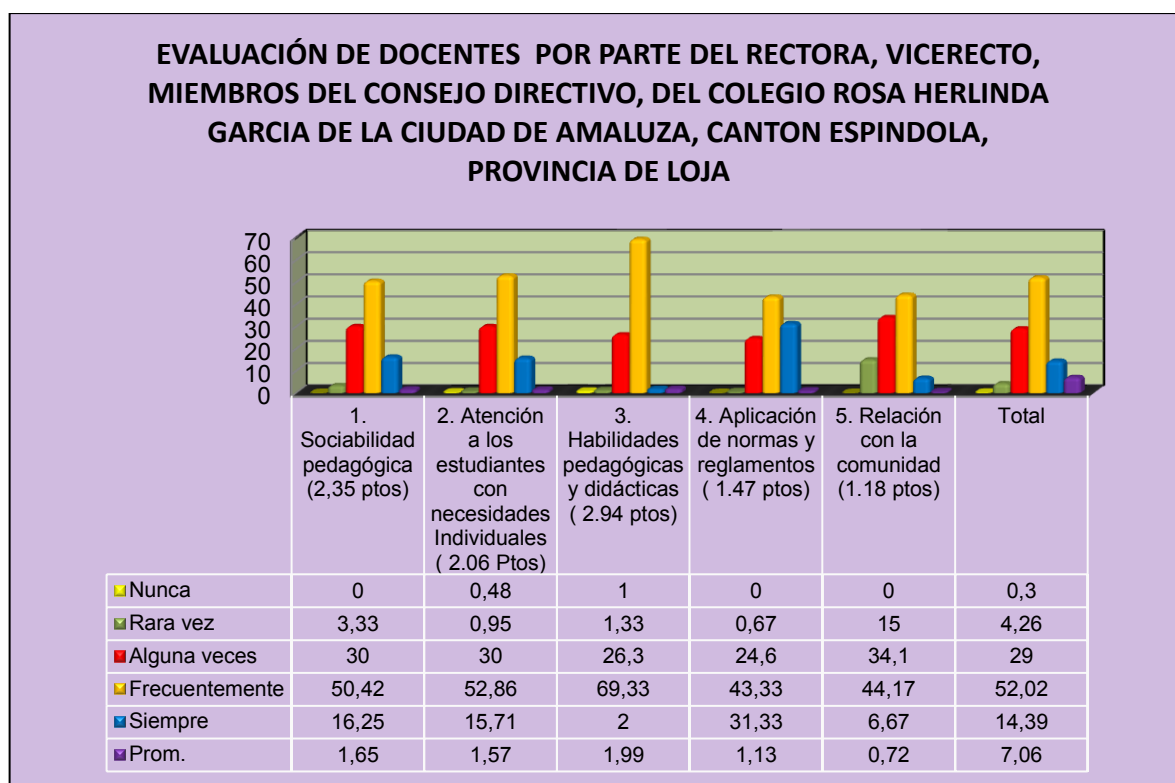 EVALUACIÓN DE DOCENTES POR PARTE DEL RECTORA, VICERECTO,
MIEMBROS DEL CONSEJO DIRECTIVO, DEL COLEGIO ROSA HERLINDA
GARCIA DE LA CIUDAD DE AMALUZA, CANTON ESPINDOLA,
PROVINCIA DE LOJA
70
60
50
40
30
20
10
0
1.
Sociabilidad
pedagógica
(2,35 ptos)
2. Atención
a los
estudiantes
con
necesidades
Individuales
( 2.06 Ptos)
3.
Habilidades
pedagógicas
y didácticas
( 2.94 ptos)
4. Aplicación
de normas y
reglamentos
( 1.47 ptos)
5. Relación
con la
comunidad
(1.18 ptos)
Total
Nunca 0 0,48 1 0 0 0,3
Rara vez 3,33 0,95 1,33 0,67 15 4,26
Alguna veces 30 30 26,3 24,6 34,1 29
Frecuentemente 50,42 52,86 69,33 43,33 44,17 52,02
Siempre 16,25 15,71 2 31,33 6,67 14,39
Prom. 1,65 1,57 1,99 1,13 0,72 7,06